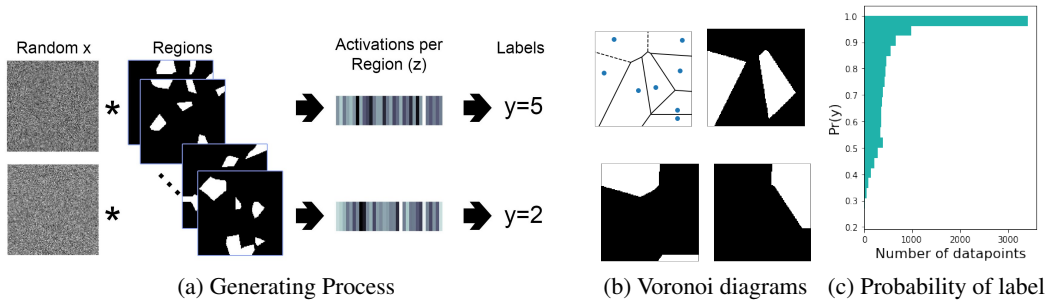 Random x
Regions
Activations per
Region (z)
Labels
*
y=5
*
y=2
(a) Generating Process
(b) Voronoi diagrams
Pr(y)
1.0
0.9
0.8
0.7
0.6
0.5
0.4
0.3
0.2
0
1000
2000
3000
Number of datapoints
(c) Probability of label